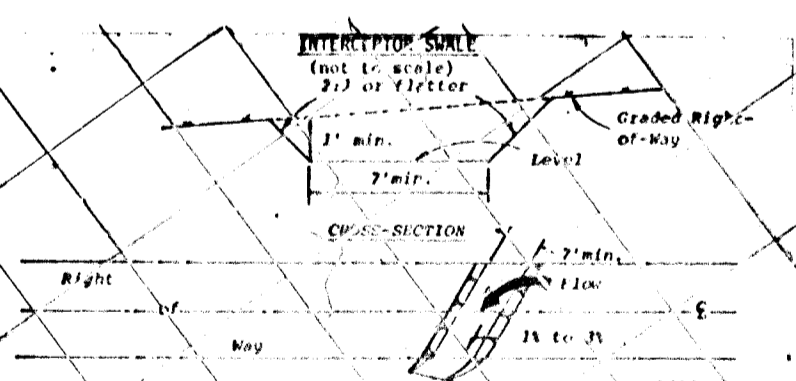 INTERCEPTOR SWALE
(not to scale)
2:1 or flatter
Graded Right-
of-Way
1' min.
Level
7'min.
CROSS-SECTION
7'min.
Right
Flow
of
℄
Way
1% to 3%